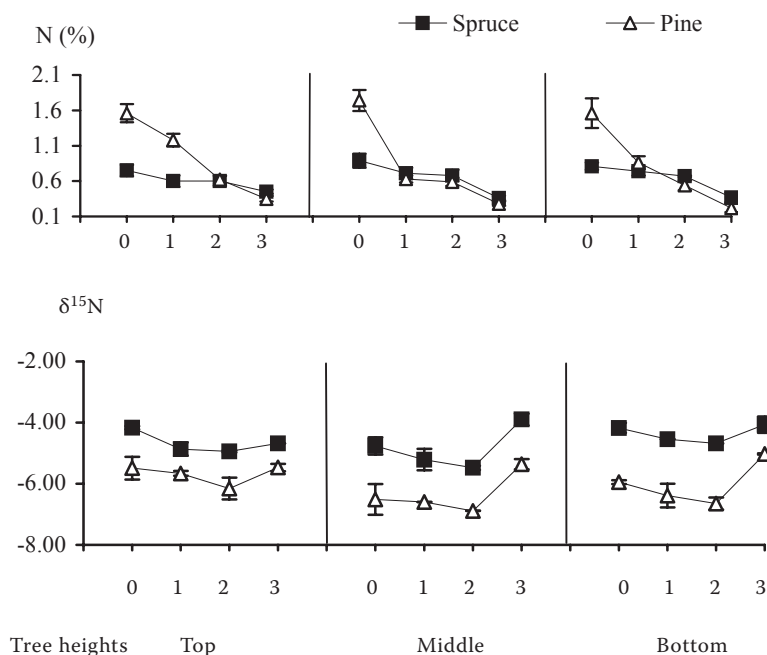 Spruce Pine
N (%)
2.1
1.6
1.1
0.6
0.1
0 1 2 3 0 1 2 3 0 1 2 3
δ¹⁵N
-2.00
-4.00
-6.00
-8.00
0 1 2 3 0 1 2 3 0 1 2 3
Tree heights Top Middle Bottom